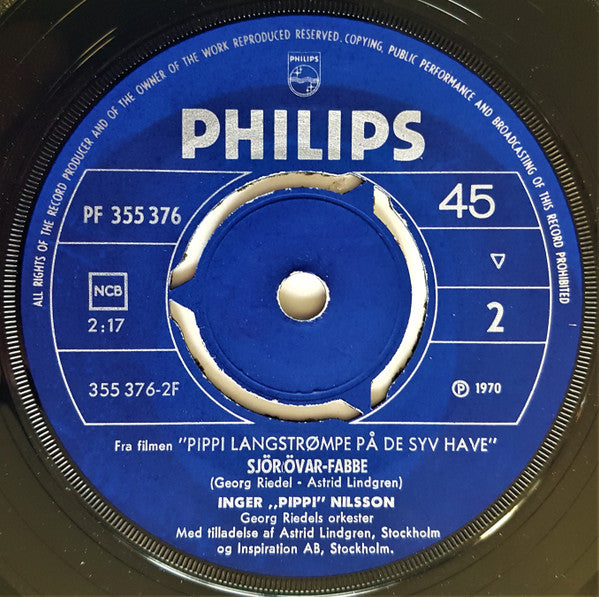 ALL RIGHTS OF THE RECORD PRODUCER AND OF THE OWNER OF THE WORK REPRODUCED RESERVED. COPYING, PUBLIC PERFORMANCE AND BROADCASTING OF THIS RECORD PROHIBITED
PHILIPS
PHILIPS
PF 355 376
45
NCB
2:17
2
355 376-2F
℗ 1970
Fra filmen "PIPPI LANGSTRØMPE PÅ DE SYV HAVE"
SJÖRÖVAR-FABBE
(Georg Riedel - Astrid Lindgren)
INGER „PIPPI" NILSSON
Georg Riedels orkester
Med tilladelse af Astrid Lindgren, Stockholm
og Inspiration AB, Stockholm.